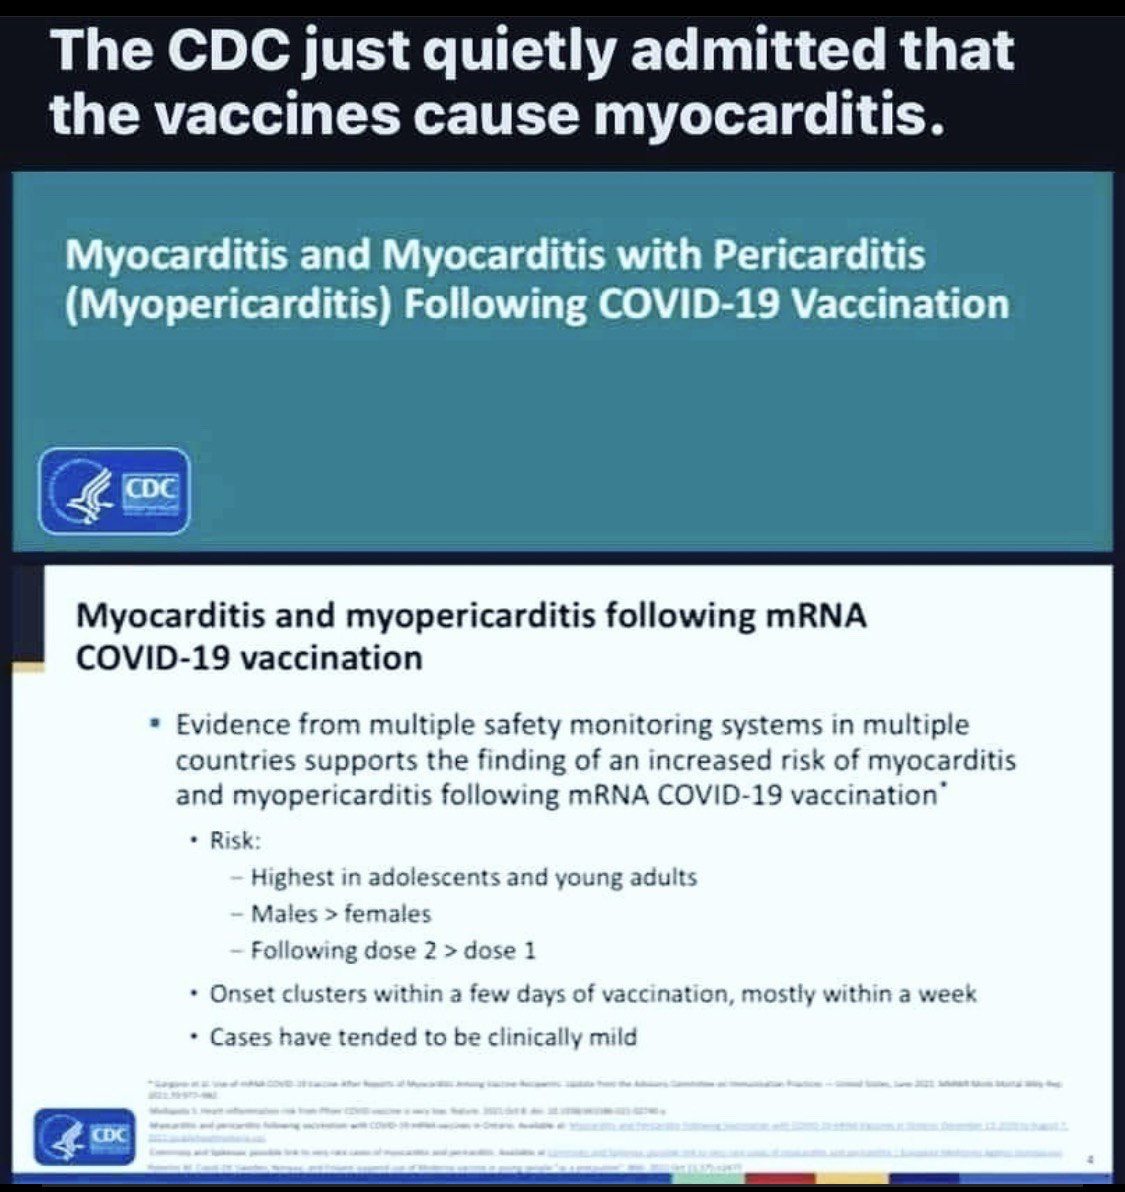 The CDC just quietly admitted that
the vaccines cause myocarditis.
Myocarditis and Myocarditis with Pericarditis
(Myopericarditis) Following COVID-19 Vaccination
CDC
Myocarditis and myopericarditis following mRNA
COVID-19 vaccination
▪ Evidence from multiple safety monitoring systems in multiple
countries supports the finding of an increased risk of myocarditis
and myopericarditis following mRNA COVID-19 vaccination*
• Risk:
– Highest in adolescents and young adults
– Males > females
– Following dose 2 > dose 1
• Onset clusters within a few days of vaccination, mostly within a week
• Cases have tended to be clinically mild
CDC
4